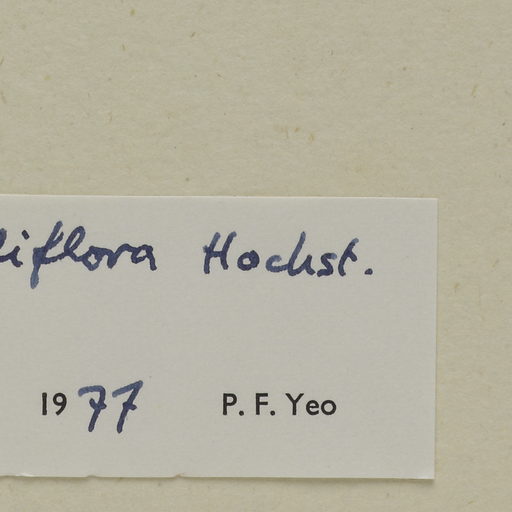 liflora Hochst.
1977 P. F. Yeo